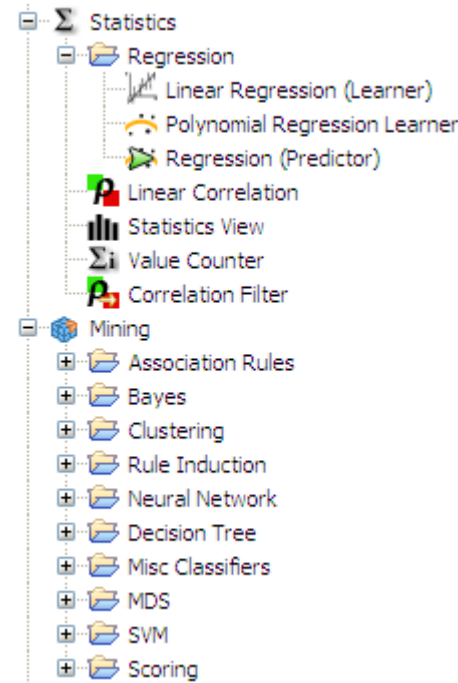 Σ Statistics
Regression
Linear Regression (Learner)
Polynomial Regression Learner
Regression (Predictor)
ρ Linear Correlation
Statistics View
Σi Value Counter
ρ Correlation Filter
Mining
Association Rules
Bayes
Clustering
Rule Induction
Neural Network
Decision Tree
Misc Classifiers
MDS
SVM
Scoring